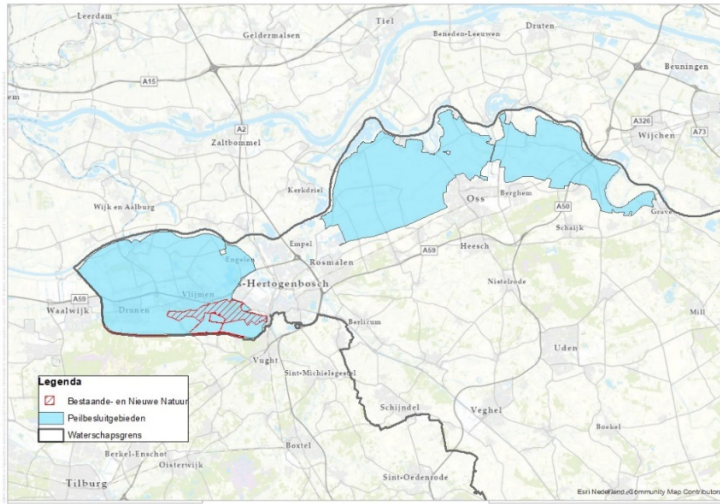 Leerdam
Tiel
Geldermalsen
Druten
Beneden-Leeuwen
Beuningen
A15
A2
A326
Wijchen
A73
Zaltbommel
Kerkdriel
Wijk en Aalburg
Oss
Berghem
A50
Grave
Schaijk
Empel
Rosmalen
A59
Heesch
Engelen
s-Hertogenbosch
Nistelrode
A59
Vlijmen
Waalwijk
Drunen
Berlicum
Mill
Uden
Vught
Sint-Michielsgestel
Legenda
Bestaande- en Nieuwe Natuur
Peilbesluitgebieden
Waterschapsgrens
Schijndel
Veghel
Boekel
Boxtel
Berkel-Enschot
Oisterwijk
Tilburg
Sint-Oedenrode
Esri Nederland, Community Map Contributor